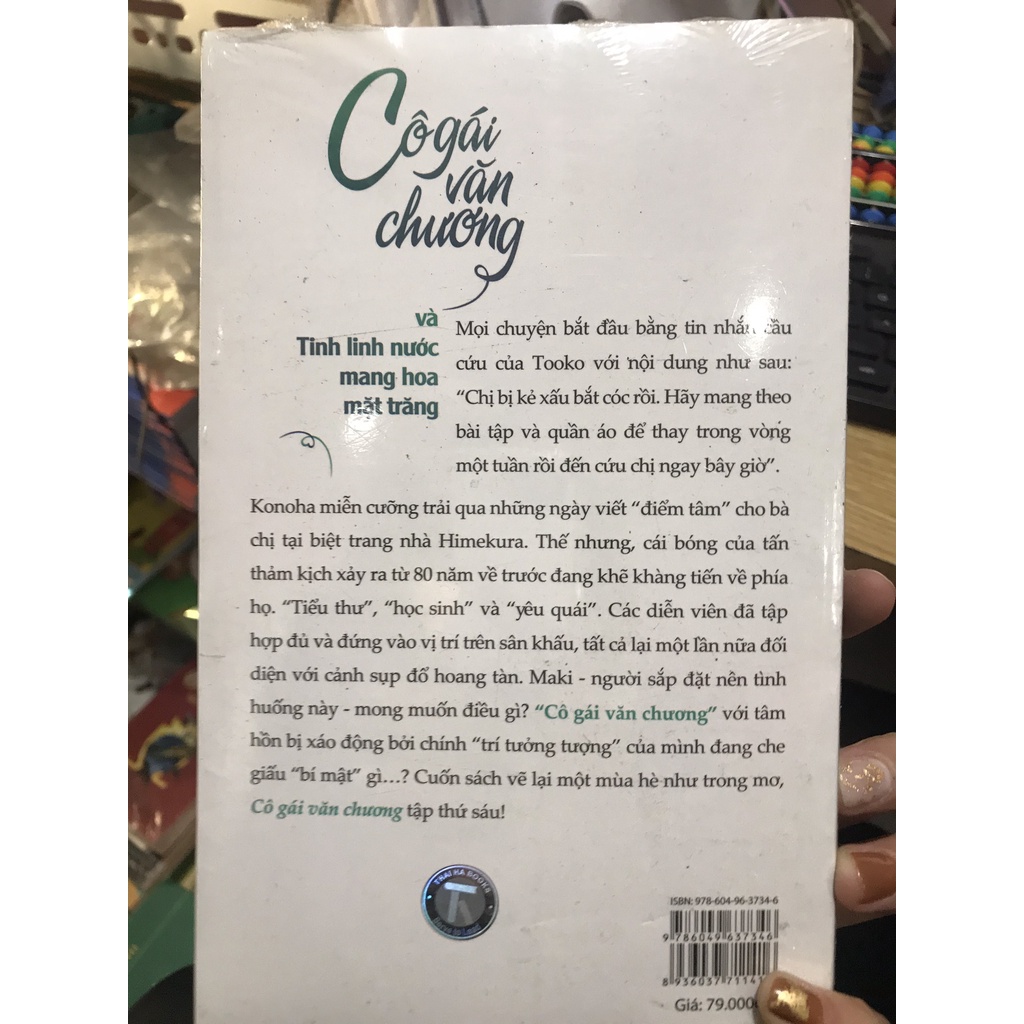 Cô gái
văn
chương
và
Tinh linh nước
mang hoa
mặt trăng
Mọi chuyện bắt đầu bằng tin nhắn cầu
cứu của Tooko với nội dung như sau:
“Chị bị kẻ xấu bắt cóc rồi. Hãy mang theo
bài tập và quần áo để thay trong vòng
một tuần rồi đến cứu chị ngay bây giờ”.
Konoha miễn cưỡng trải qua những ngày viết “điểm tâm” cho bà
chị tại biệt trang nhà Himekura. Thế nhưng, cái bóng của tấn
thảm kịch xảy ra từ 80 năm về trước đang khẽ khàng tiến về phía
họ. “Tiểu thư”, “học sinh” và “yêu quái”. Các diễn viên đã tập
hợp đủ và đứng vào vị trí trên sân khấu, tất cả lại một lần nữa đối
diện với cảnh sụp đổ hoang tàn. Maki - người sắp đặt nên tình
huống này - mong muốn điều gì? “Cô gái văn chương” với tâm
hồn bị xáo động bởi chính “trí tưởng tượng” của mình đang che
giấu “bí mật” gì...? Cuốn sách vẽ lại một mùa hè như trong mơ,
Cô gái văn chương tập thứ sáu!
THAI HA BOOKS
ISBN: 978-604-96-3734-6
9 786049 637346
8 936037 7114
Giá: 79.000